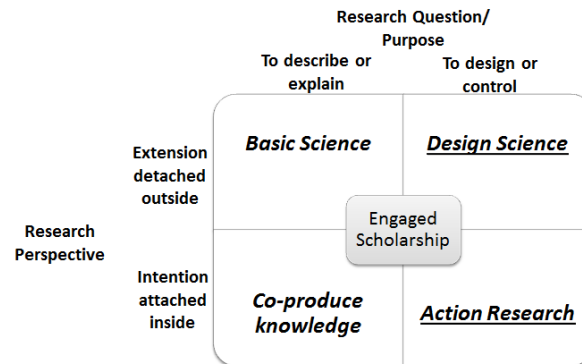 Research Question/
Purpose
To describe or
explain
To design or
control
Extension
detached
outside
Basic Science
Design Science
Research
Perspective
Engaged
Scholarship
Intention
attached
inside
Co-produce
knowledge
Action Research